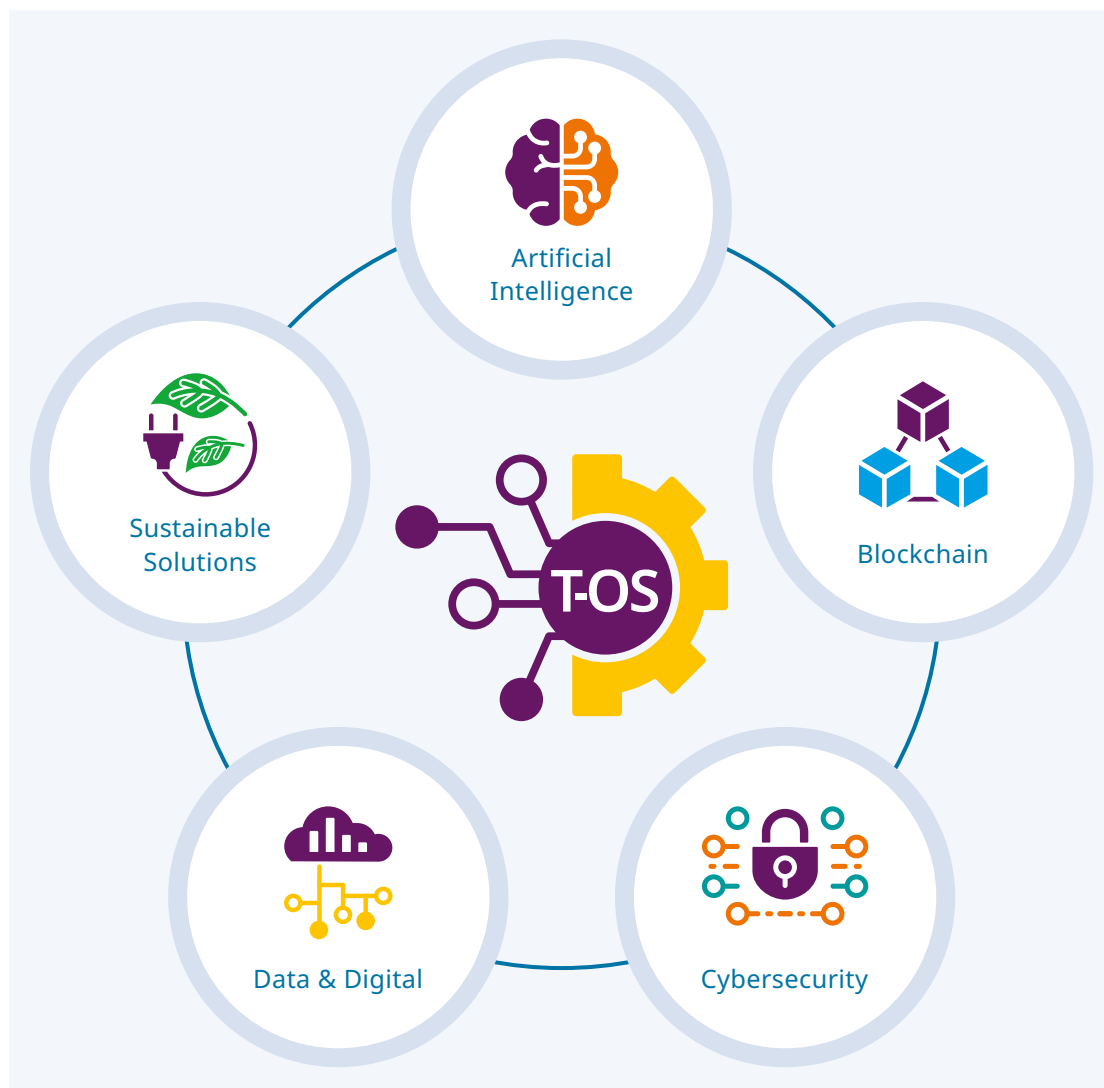 Artificial
Intelligence
Sustainable
Solutions
Blockchain
T-OS
Data & Digital
Cybersecurity